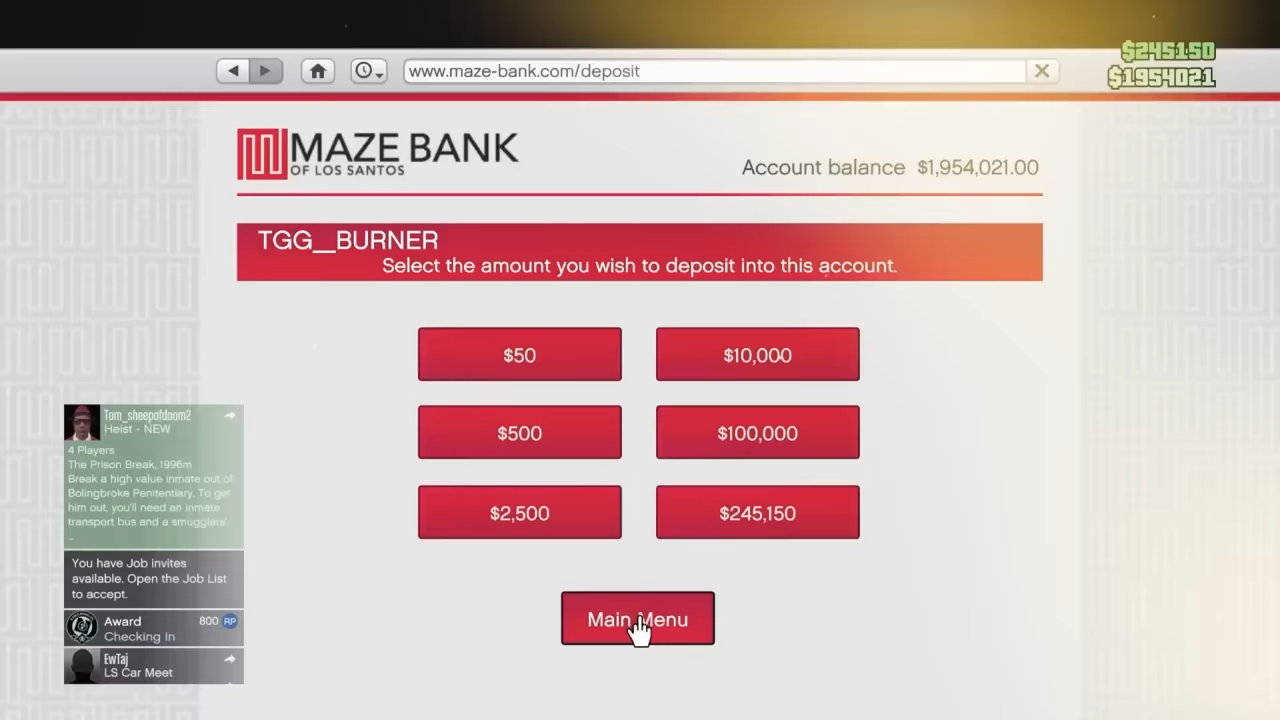 $245150
www.maze-bank.com/deposit
$1954021
MAZE BANK
OF LOS SANTOS
Account balance $1,954,021.00
TGG__BURNER
Select the amount you wish to deposit into this account.
$50
$10,000
$500
$100,000
$2,500
$245,150
Main Menu
Tom_sheepofdoom2
Heist - NEW
4 Players
The Prison Break, 1996m
Break a high value inmate out of
Bolingbroke Penitentiary. To get
him out, you'll need an inmate
transport bus and a smugglers'
..
You have Job invites
available. Open the Job List
to accept.
Award 800 RP
Checking In
EwTaj
LS Car Meet